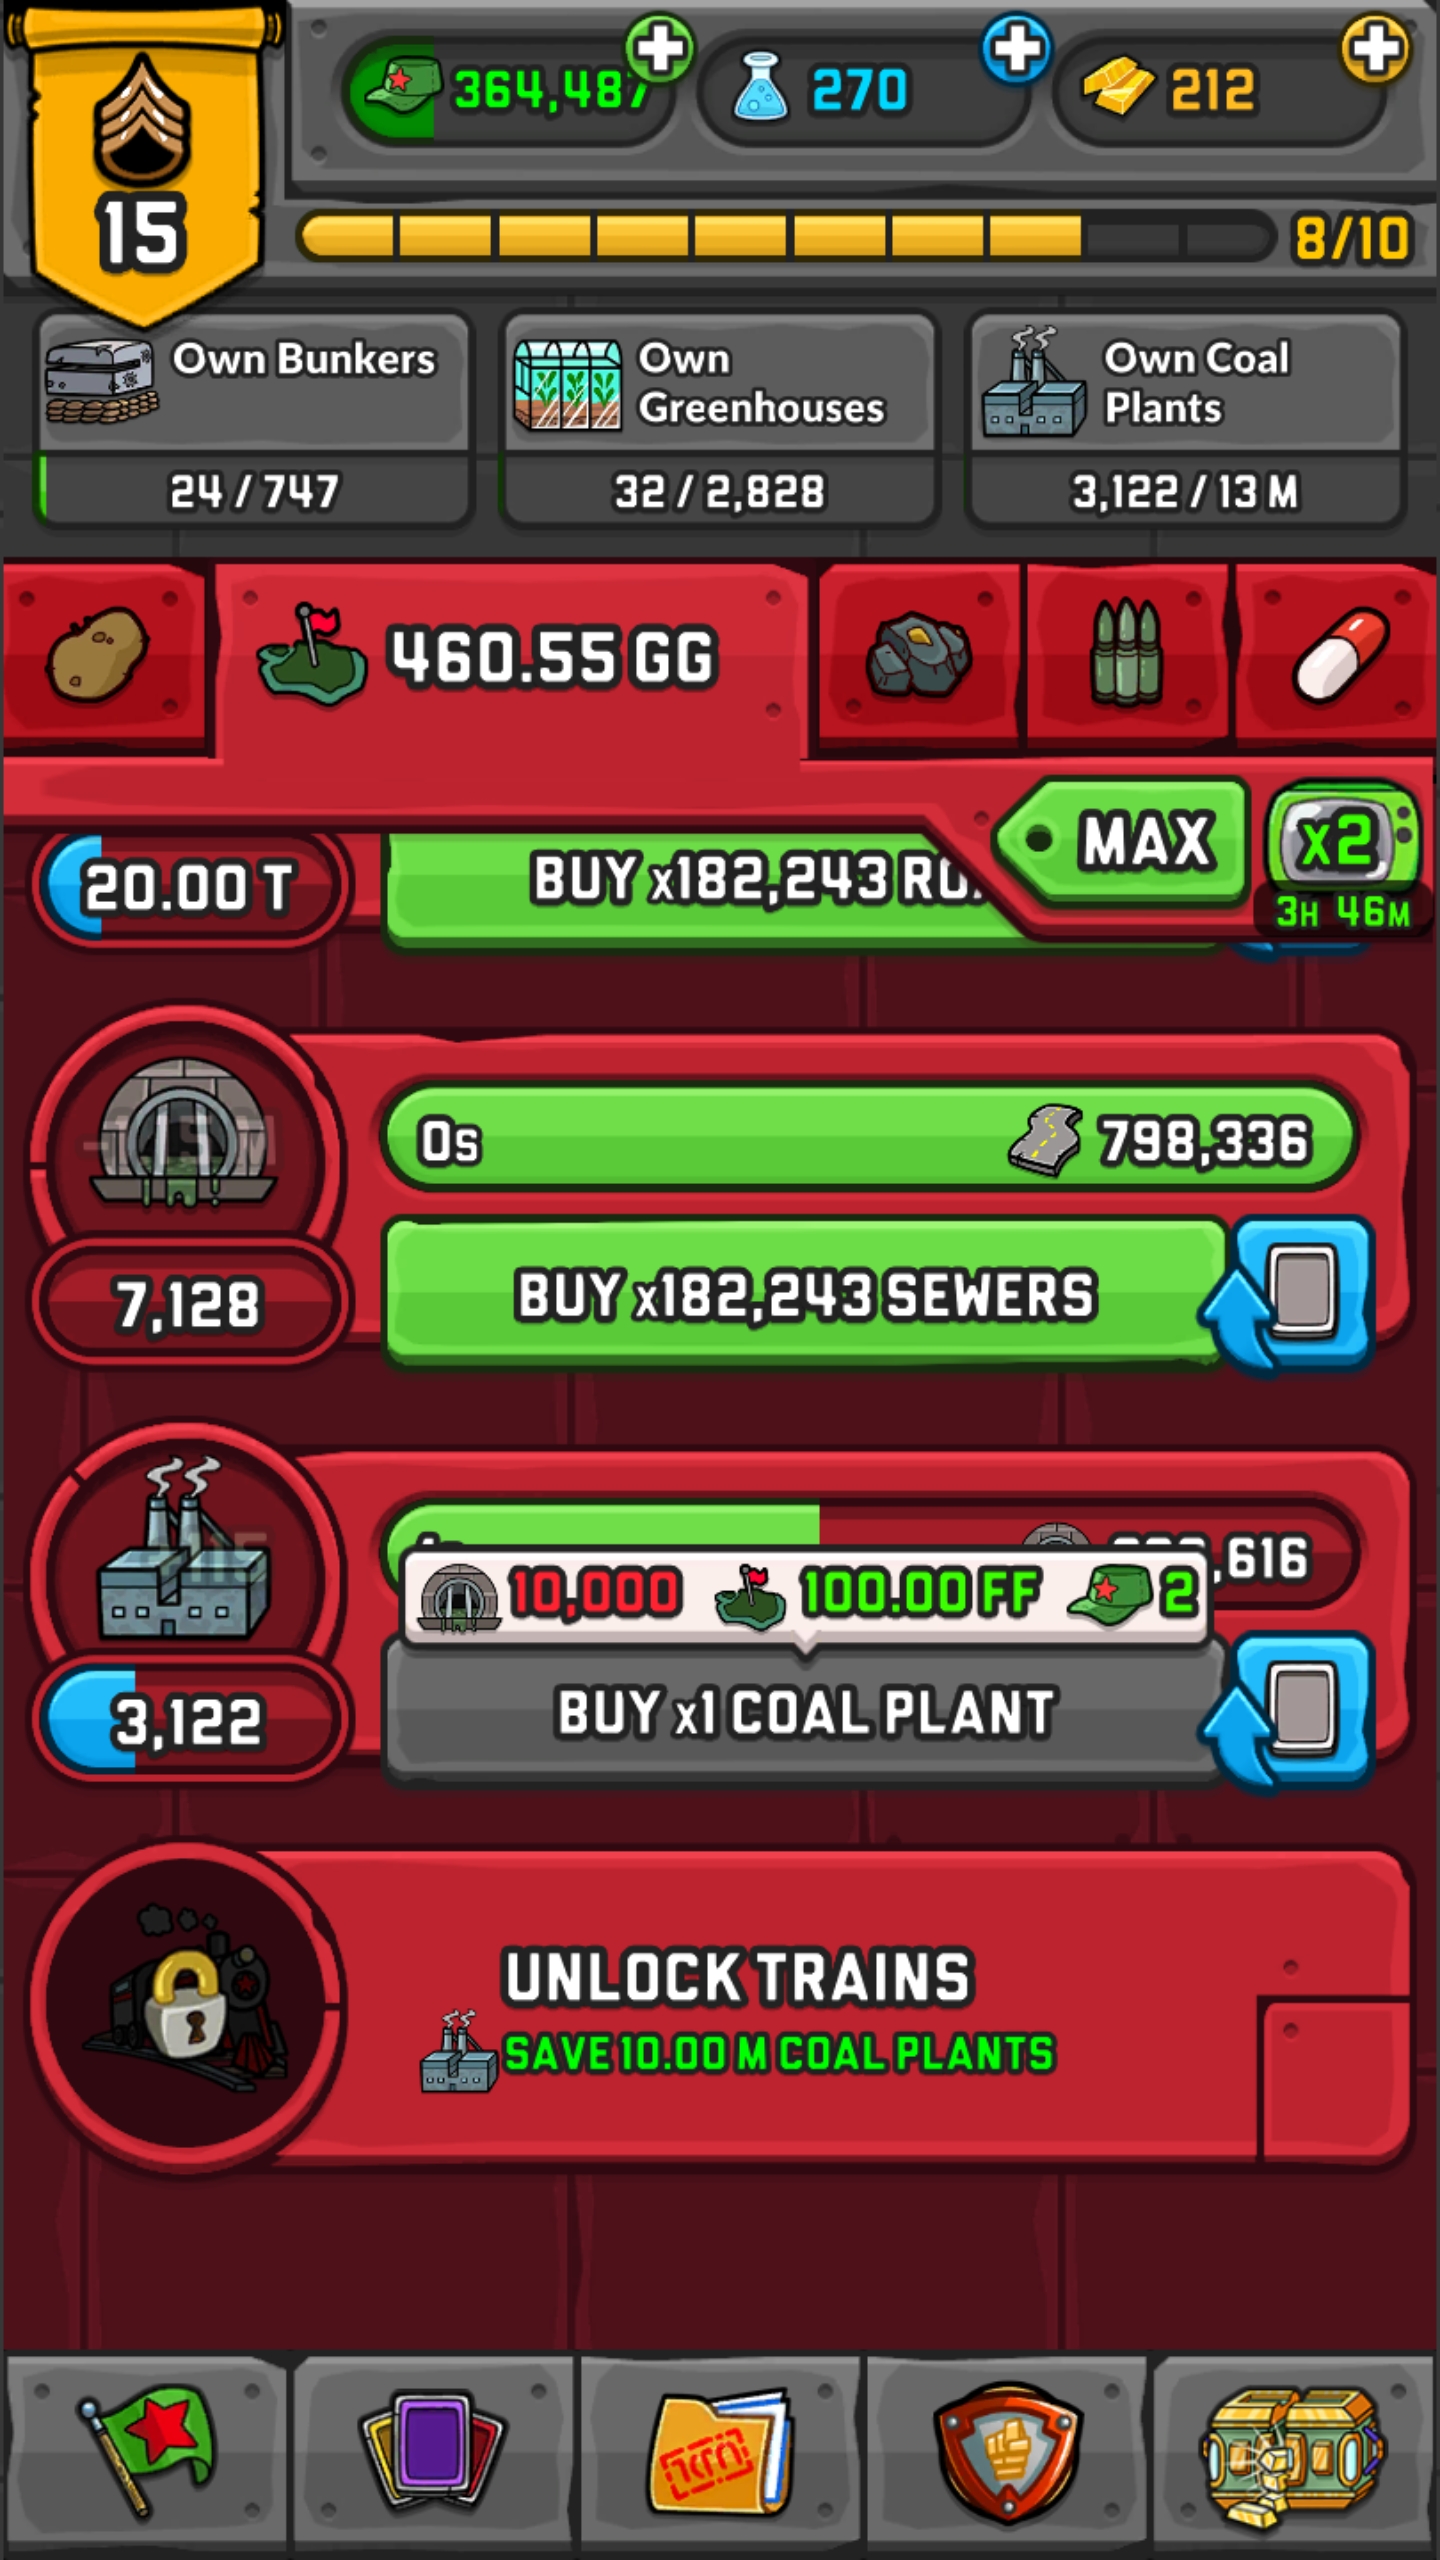 15
364,487
270
212
8/10
Own Bunkers
24 / 747
Own
Greenhouses
32 / 2,828
Own Coal
Plants
3,122 / 13 M
460.55 GG
MAX
x2
3H 46M
20.00 T
BUY x182,243
0s
798,336
7,128
BUY x182,243 SEWERS
,616
10,000
100.00 FF
2
3,122
BUY x1 COAL PLANT
UNLOCK TRAINS
SAVE 10.00 M COAL PLANTS